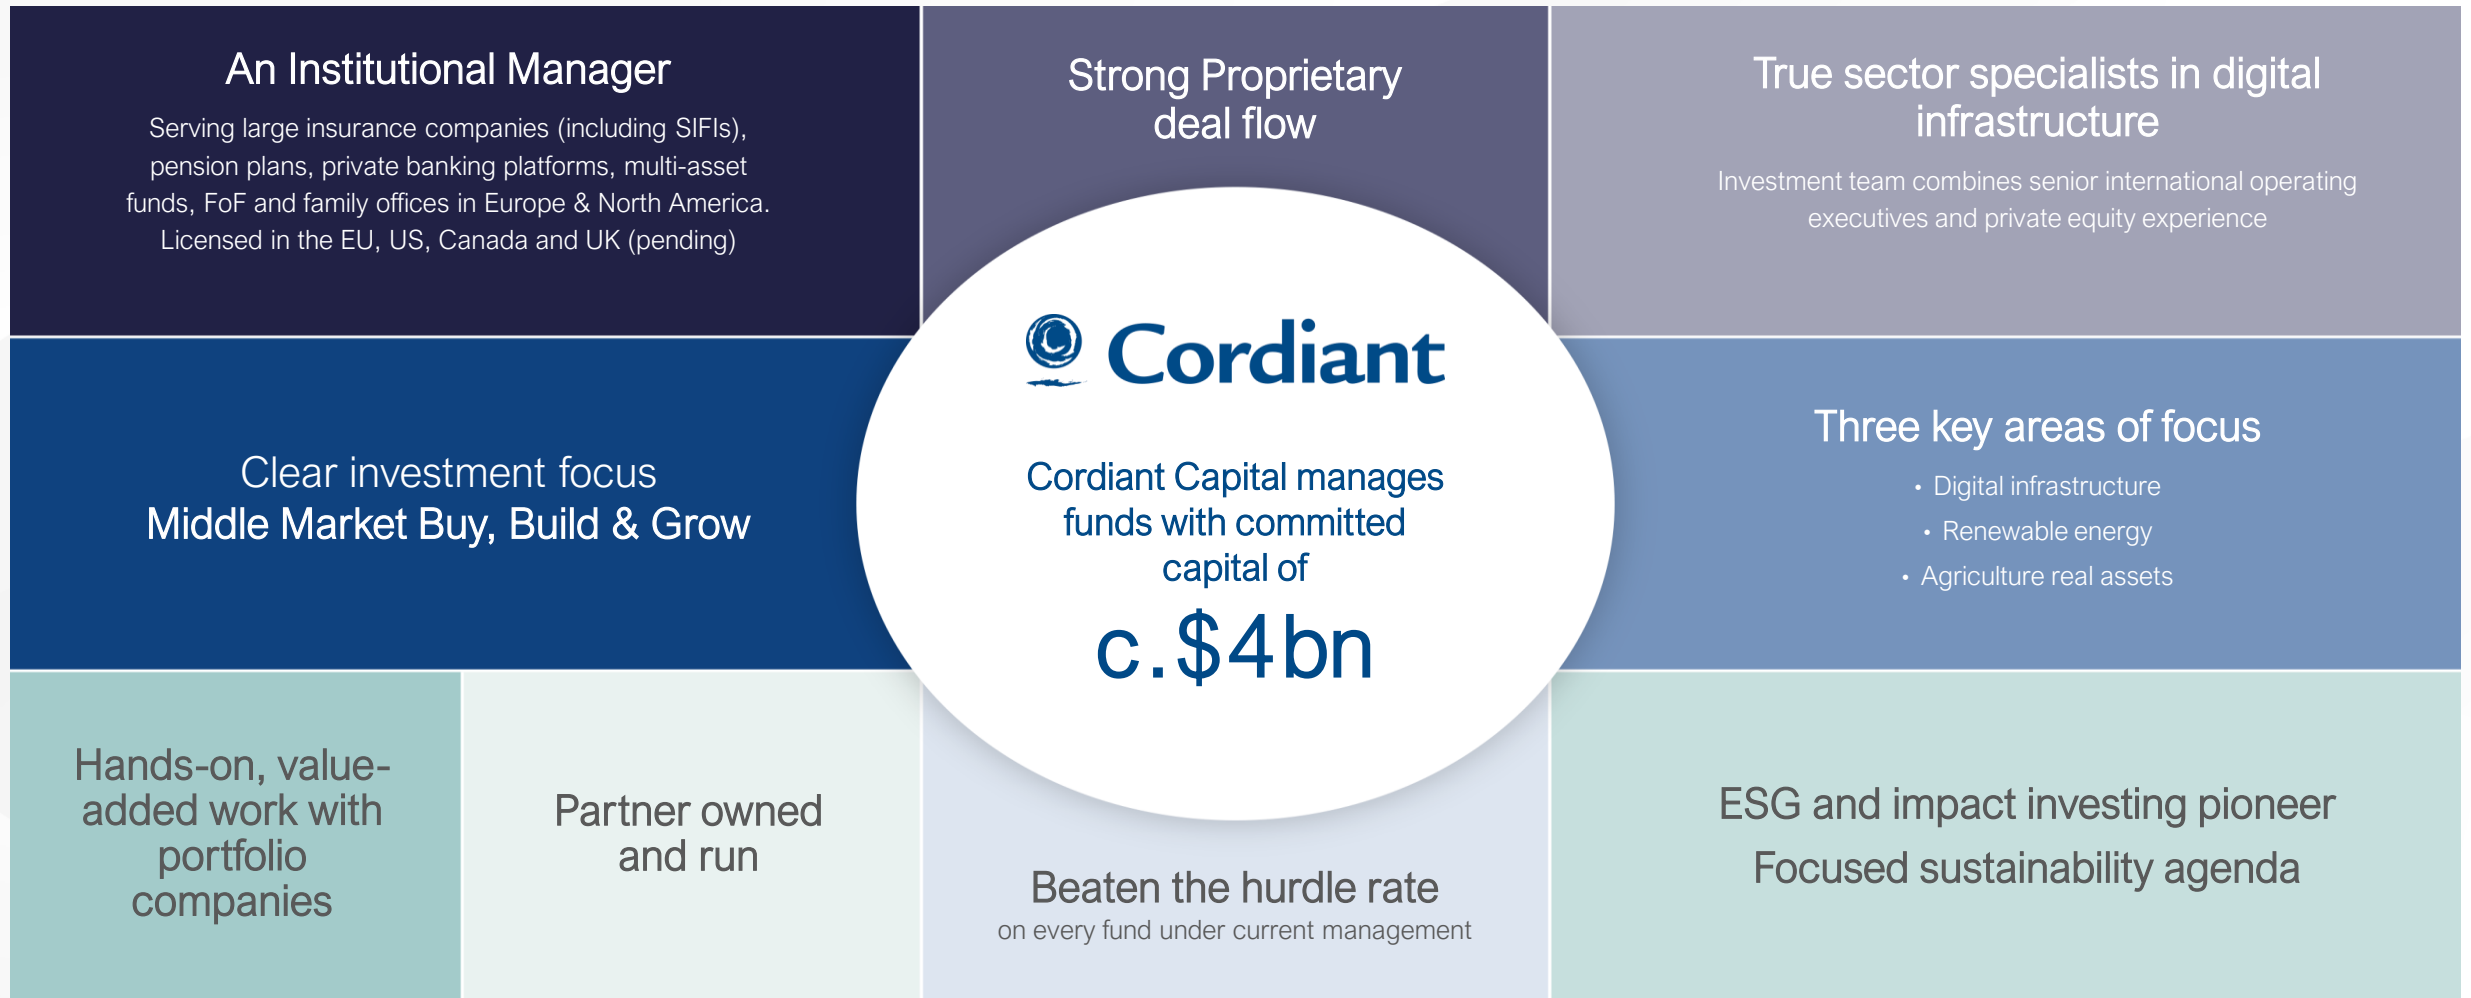 An Institutional Manager
Serving large insurance companies (including SIFIs),
pension plans, private banking platforms, multi-asset
funds, FoF and family offices in Europe & North America.
Licensed in the EU, US, Canada and UK (pending)
Strong Proprietary
deal flow
True sector specialists in digital
infrastructure
Investment team combines senior international operating
executives and private equity experience
Clear investment focus
Middle Market Buy, Build & Grow
Cordiant
Cordiant Capital manages
funds with committed
capital of
c.$4bn
Three key areas of focus
• Digital infrastructure
• Renewable energy
• Agriculture real assets
Hands-on, value-
added work with
portfolio
companies
Partner owned
and run
Beaten the hurdle rate
on every fund under current management
ESG and impact investing pioneer
Focused sustainability agenda